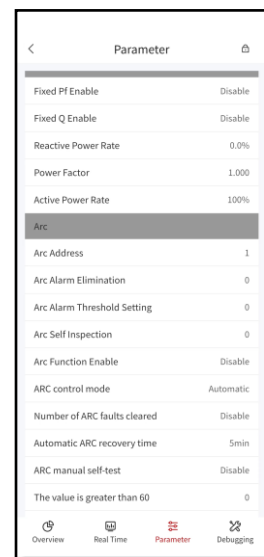 Parameter
Fixed Pf Enable Disable
Fixed Q Enable Disable
Reactive Power Rate 0.0%
Power Factor 1.000
Active Power Rate 100%
Arc
Arc Address 1
Arc Alarm Elimination 0
Arc Alarm Threshold Setting 0
Arc Self Inspection 0
Arc Function Enable Disable
ARC control mode Automatic
Number of ARC faults cleared Disable
Automatic ARC recovery time 5min
ARC manual self-test Disable
The value is greater than 60 0
Overview Real Time Parameter Debugging